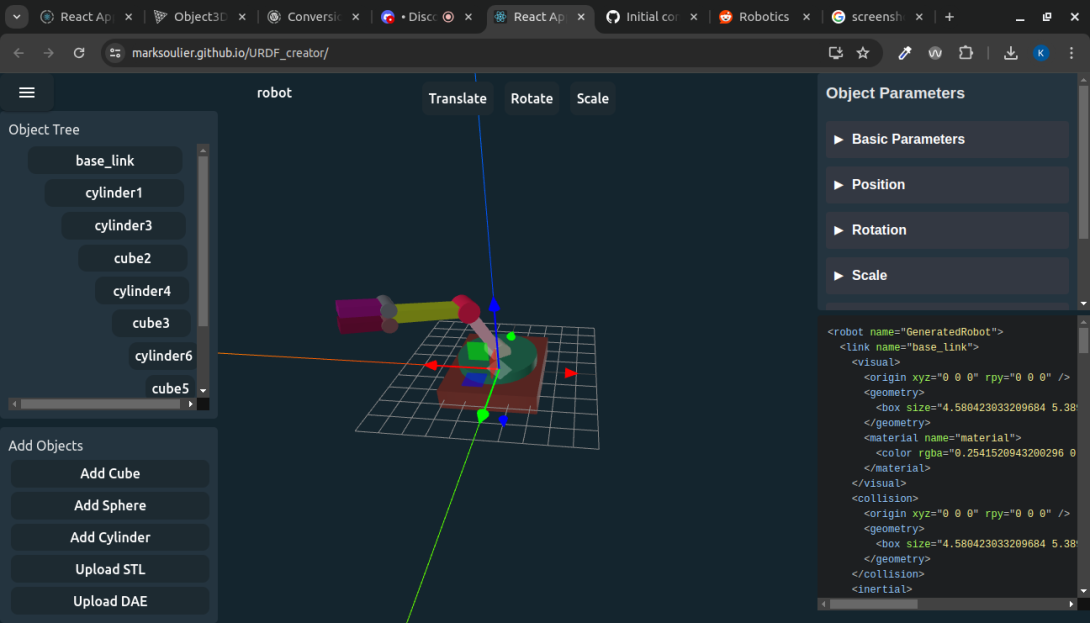 React Ap
Object3D
Conversio
• Disco
React Ap
Initial cor
Robotics
screensh
marksoulier.github.io/URDF_creator/
K
robot
Translate
Rotate
Scale
Object Tree
base_link
cylinder1
cylinder3
cube2
cylinder4
cube3
cylinder6
cube5
Add Objects
Add Cube
Add Sphere
Add Cylinder
Upload STL
Upload DAE
Object Parameters
▶ Basic Parameters
▶ Position
▶ Rotation
▶ Scale
<robot name="GeneratedRobot">
<link name="base_link">
<visual>
<origin xyz="0 0 0" rpy="0 0 0" />
<geometry>
<box size="4.580423033209684 5.389
</geometry>
<material name="material">
<color rgba="0.2541520943200296 0
</material>
</visual>
<collision>
<origin xyz="0 0 0" rpy="0 0 0" />
<geometry>
<box size="4.580423033209684 5.389
</geometry>
</collision>
<inertial>